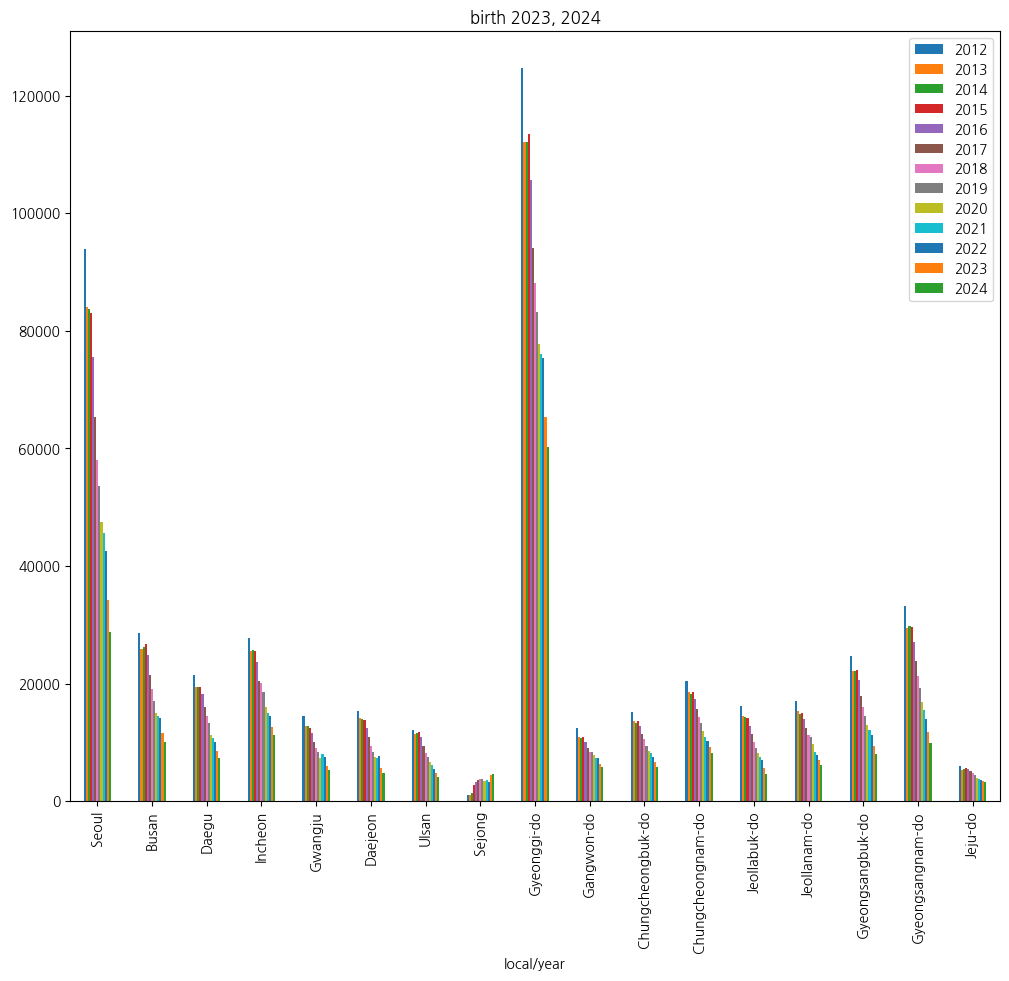 birth 2023, 2024
2012
2013
2014
2015
2016
2017
2018
2019
2020
2021
2022
2023
2024
120000
100000
80000
60000
40000
20000
0
Seoul
Busan
Daegu
Incheon
Gwangju
Daejeon
Ulsan
Sejong
Gyeonggi-do
Gangwon-do
Chungcheongbuk-do
Chungcheongnam-do
Jeollabuk-do
Jeollanam-do
Gyeongsangbuk-do
Gyeongsangnam-do
Jeju-do
local/year